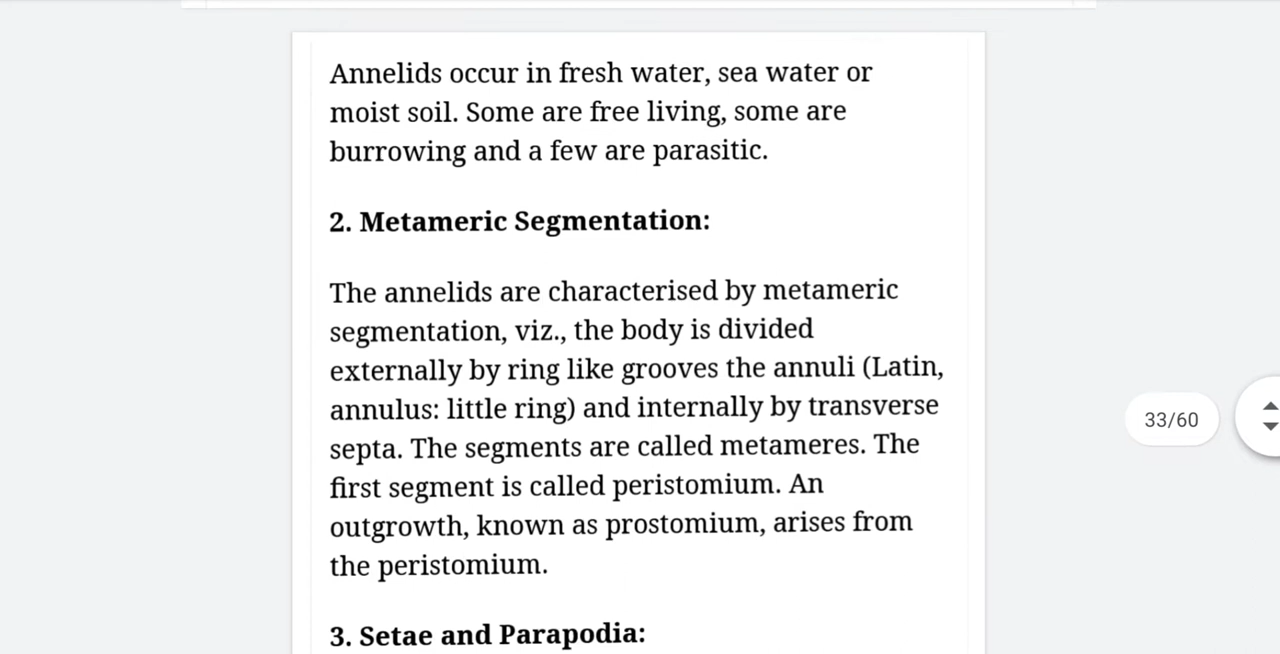 Annelids occur in fresh water, sea water or
moist soil. Some are free living, some are
burrowing and a few are parasitic.
2. Metameric Segmentation:
The annelids are characterised by metameric
segmentation, viz., the body is divided
externally by ring like grooves the annuli (Latin,
annulus: little ring) and internally by transverse
septa. The segments are called metameres. The
first segment is called peristomium. An
outgrowth, known as prostomium, arises from
the peristomium.
3. Setae and Parapodia:
33/60